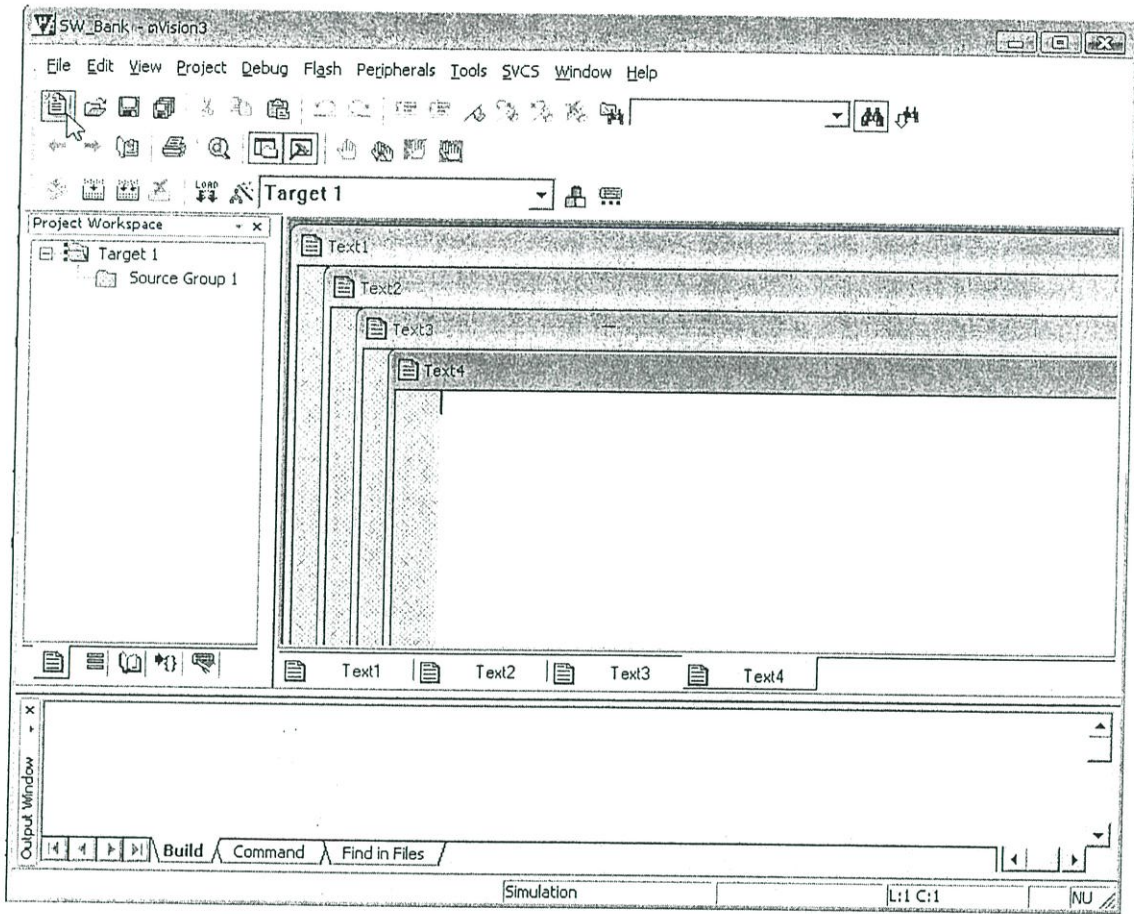 SW_Bank - µVision3
File Edit View Project Debug Flash Peripherals Tools SVCS Window Help
LOAD
Target 1
Project Workspace
Target 1
Source Group 1
Text1
Text2
Text3
Text4
Text1 Text2 Text3 Text4
Output Window
Build Command Find in Files
Simulation L:1 C:1 NU